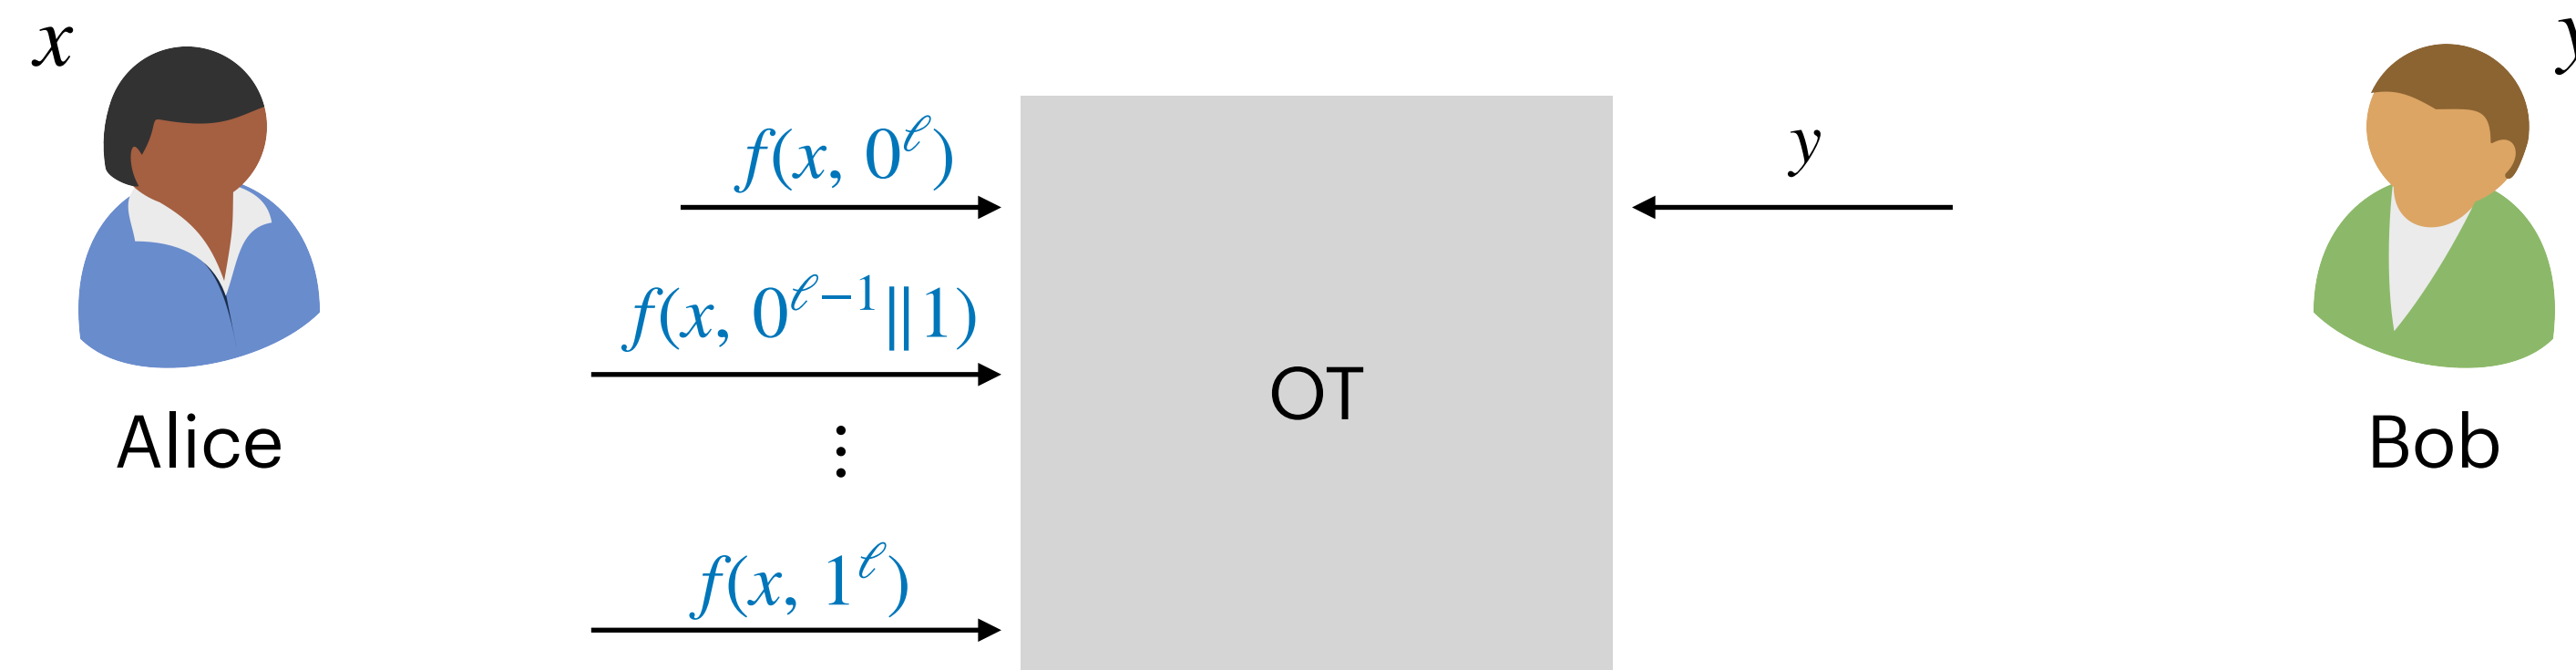 x
y
f(x, 0^ℓ)
y
f(x, 0^{ℓ−1}∥1)
OT
Alice
Bob
⋮
f(x, 1^ℓ)